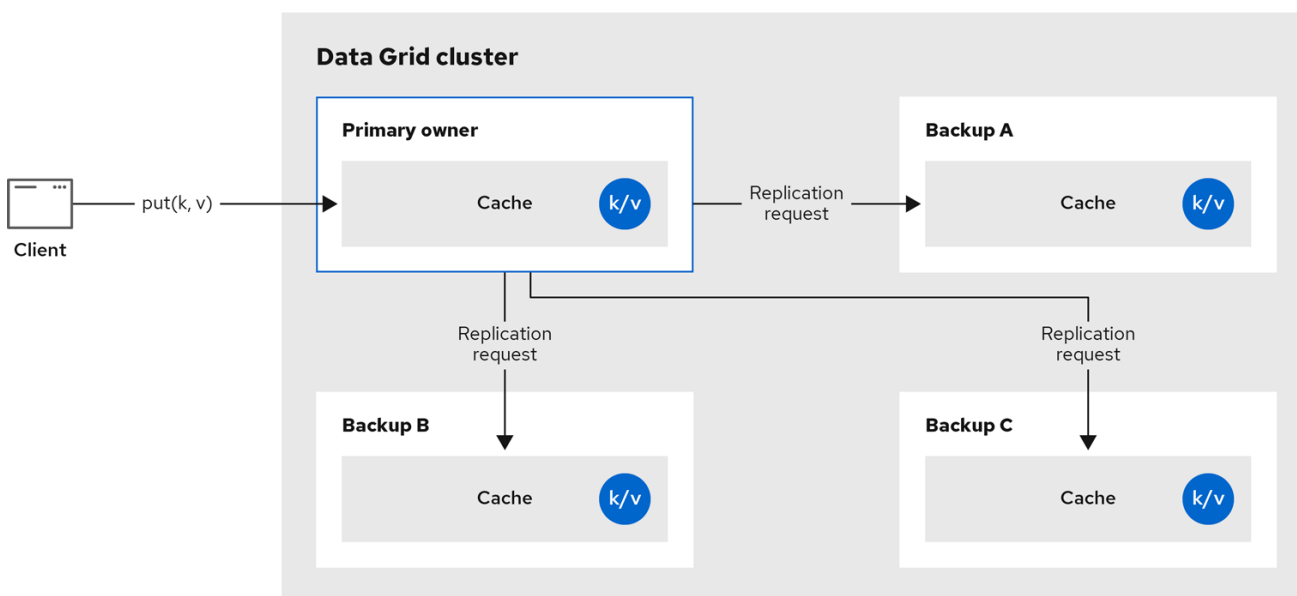 Data Grid cluster
Primary owner
Backup A
Cache
k/v
put(k, v)
Replication
request
Cache
k/v
Client
Replication
request
Replication
request
Backup B
Backup C
Cache
k/v
Cache
k/v